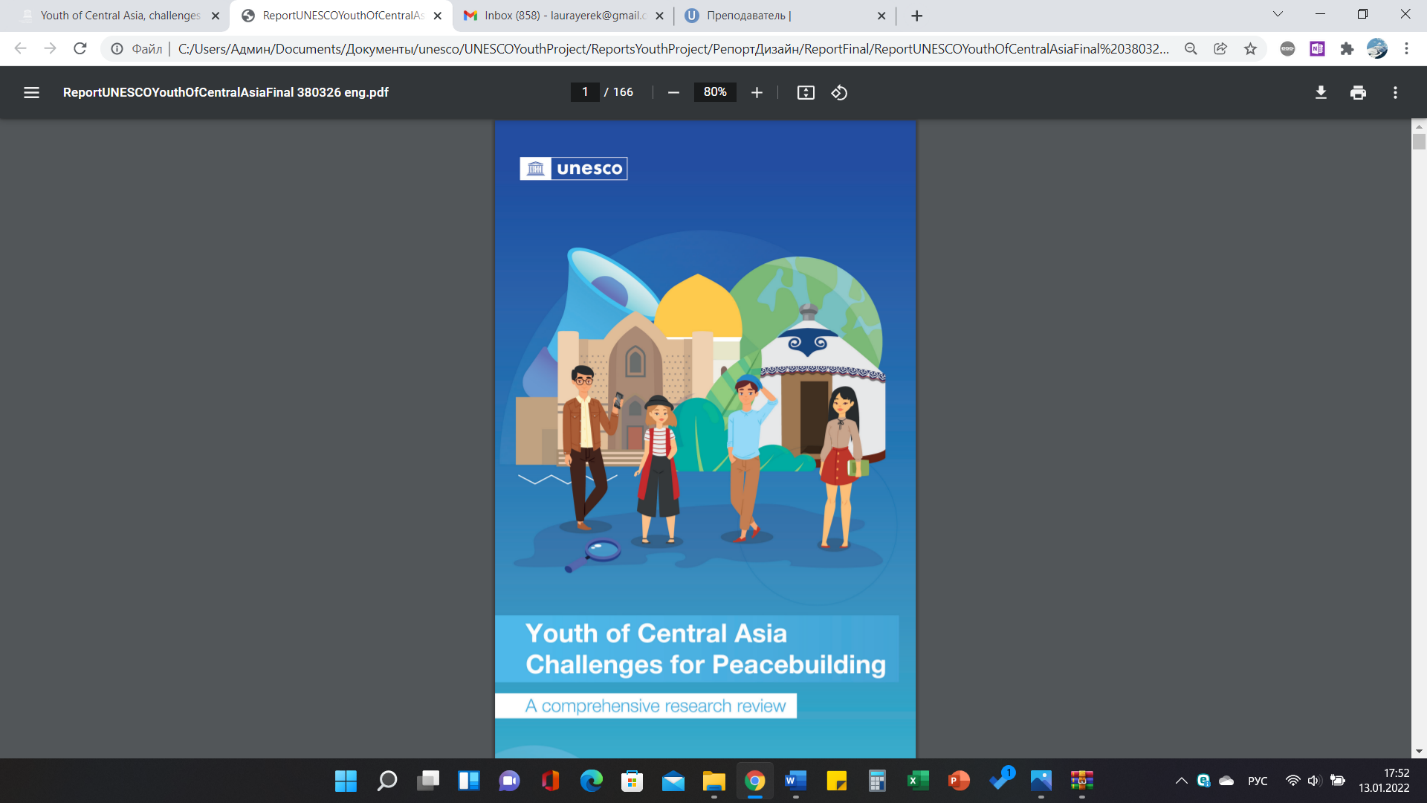 Youth of Central Asia, challenges
ReportUNESCOYouthOfCentralAs
Inbox (858) - laurayerek@gmail.c
Преподаватель |
Файл
C:/Users/Админ/Documents/Документы/unesco/UNESCOYouthProject/ReportsYouthProject/РепортДизайн/ReportFinal/ReportUNESCOYouthOfCentralAsiaFinal%2038032...
ReportUNESCOYouthOfCentralAsiaFinal 380326 eng.pdf
1 / 166
80%
unesco
Youth of Central Asia
Challenges for Peacebuilding
A comprehensive research review
1
РУС
17:52
13.01.2022